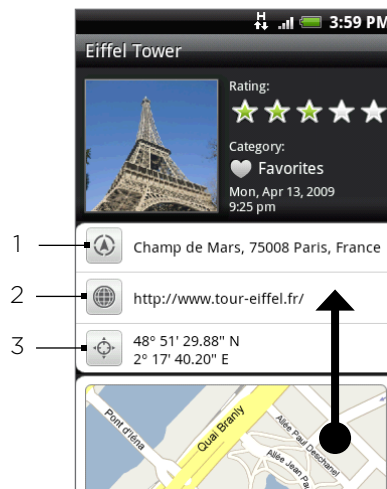 H
3:59 PM
Eiffel Tower
Rating:
Category:
Favorites
Mon, Apr 13, 2009
9:25 pm
1
Champ de Mars, 75008 Paris, France
2
http://www.tour-eiffel.fr/
3
48° 51' 29.88" N
2° 17' 40.20" E
Pont d'Iéna
Quai Branly
Allée Paul Deschanel
Allée Jean Pau